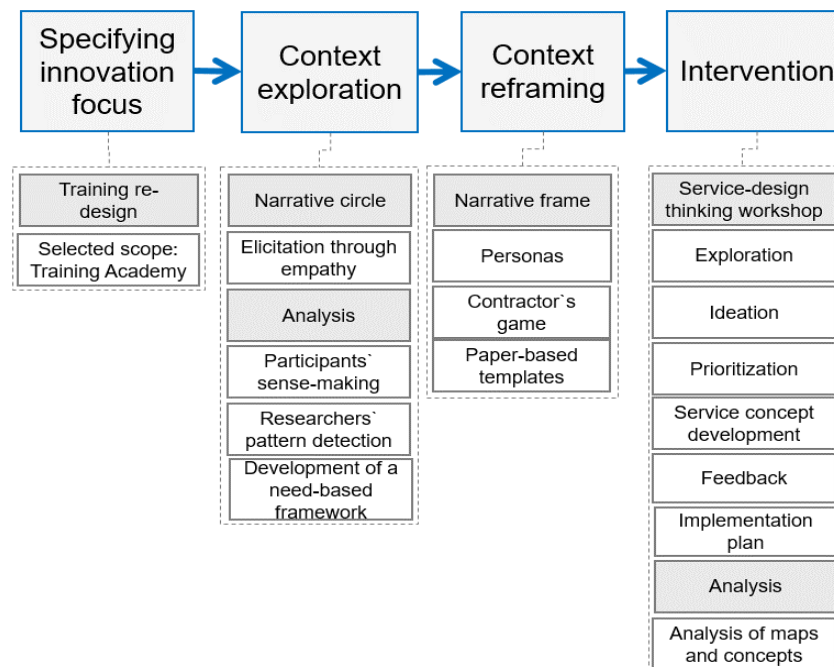 Specifying
innovation
focus
Context
exploration
Context
reframing
Intervention
Training re-
design
Selected scope:
Training Academy
Narrative circle
Elicitation through
empathy
Analysis
Participants`
sense-making
Researchers`
pattern detection
Development of a
need-based
framework
Narrative frame
Personas
Contractor`s
game
Paper-based
templates
Service-design
thinking workshop
Exploration
Ideation
Prioritization
Service concept
development
Feedback
Implementation
plan
Analysis
Analysis of maps
and concepts